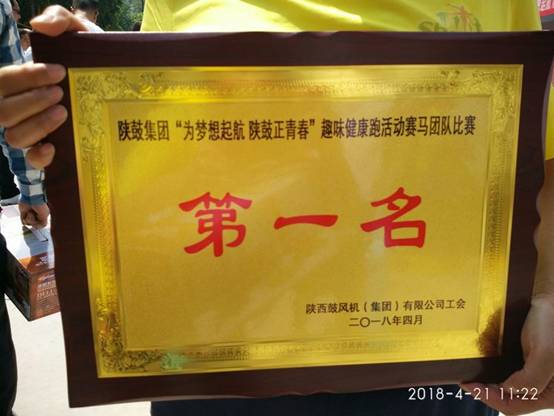 陕鼓集团“为梦想起航 陕鼓正青春”趣味健康跑活动赛马团队比赛
第一名
陕西鼓风机（集团）有限公司工会
二〇一八年四月
2018-4-21 11:22